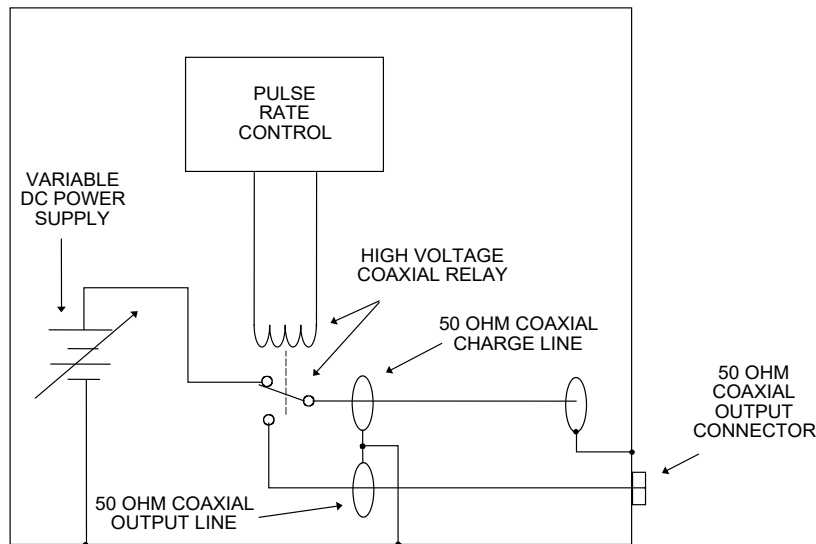 PULSE
RATE
CONTROL
VARIABLE
DC POWER
SUPPLY
HIGH VOLTAGE
COAXIAL RELAY
50 OHM COAXIAL
CHARGE LINE
50 OHM
COAXIAL
OUTPUT
CONNECTOR
50 OHM COAXIAL
OUTPUT LINE